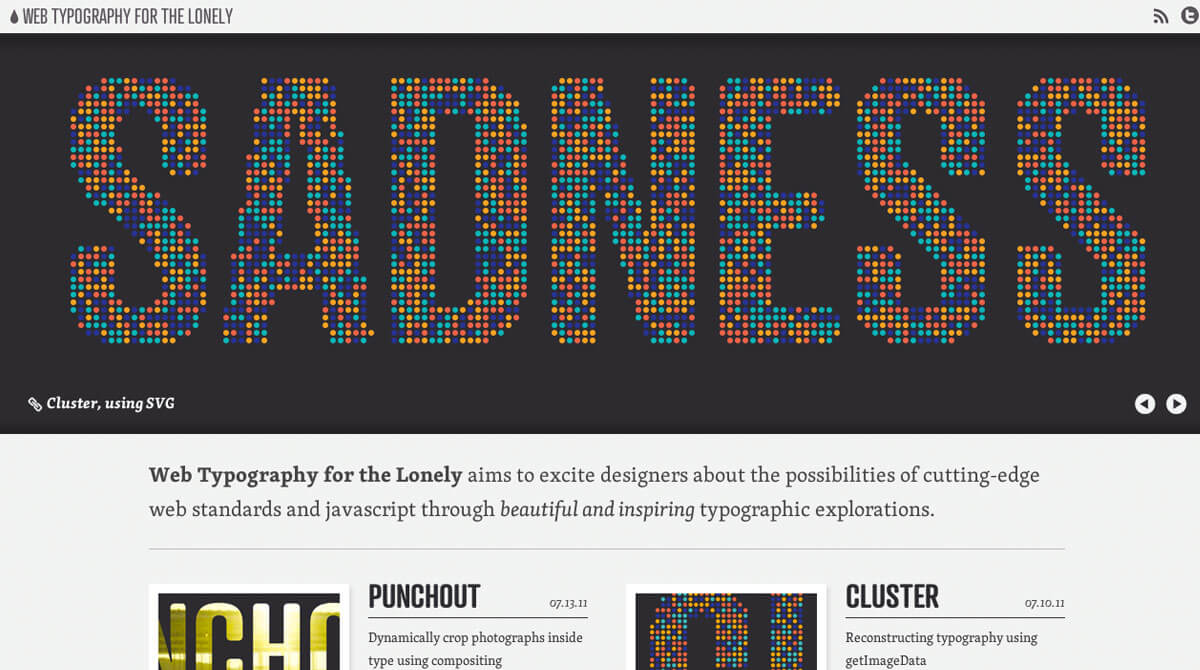 WEB TYPOGRAPHY FOR THE LONELY
SADNESS
Cluster, using SVG
Web Typography for the Lonely aims to excite designers about the possibilities of cutting-edge
web standards and javascript through beautiful and inspiring typographic explorations.
PUNCHOUT
07.13.11
Dynamically crop photographs inside
type using compositing
CLUSTER
07.10.11
Reconstructing typography using
getImageData